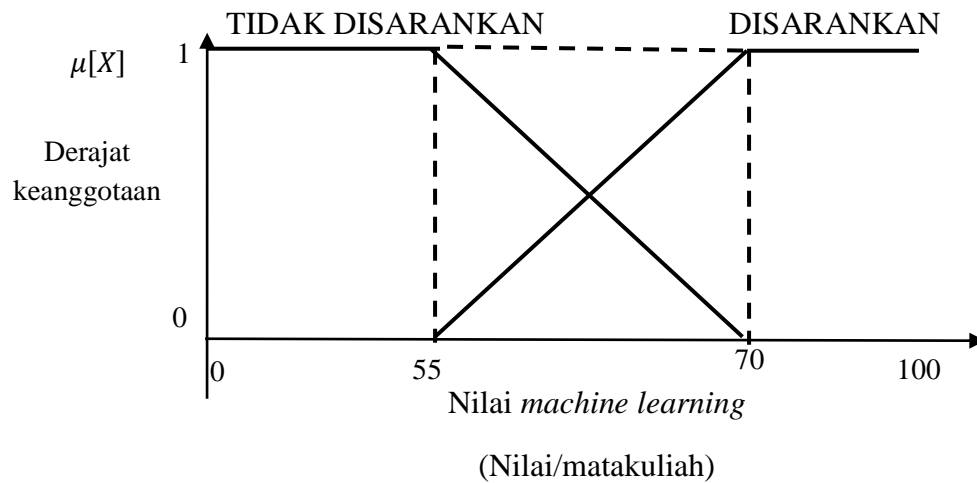 TIDAK DISARANKAN DISARANKAN
𝜇[𝑋] 1
Derajat
keanggotaan
0
0 55 70 100
Nilai machine learning
(Nilai/matakuliah)